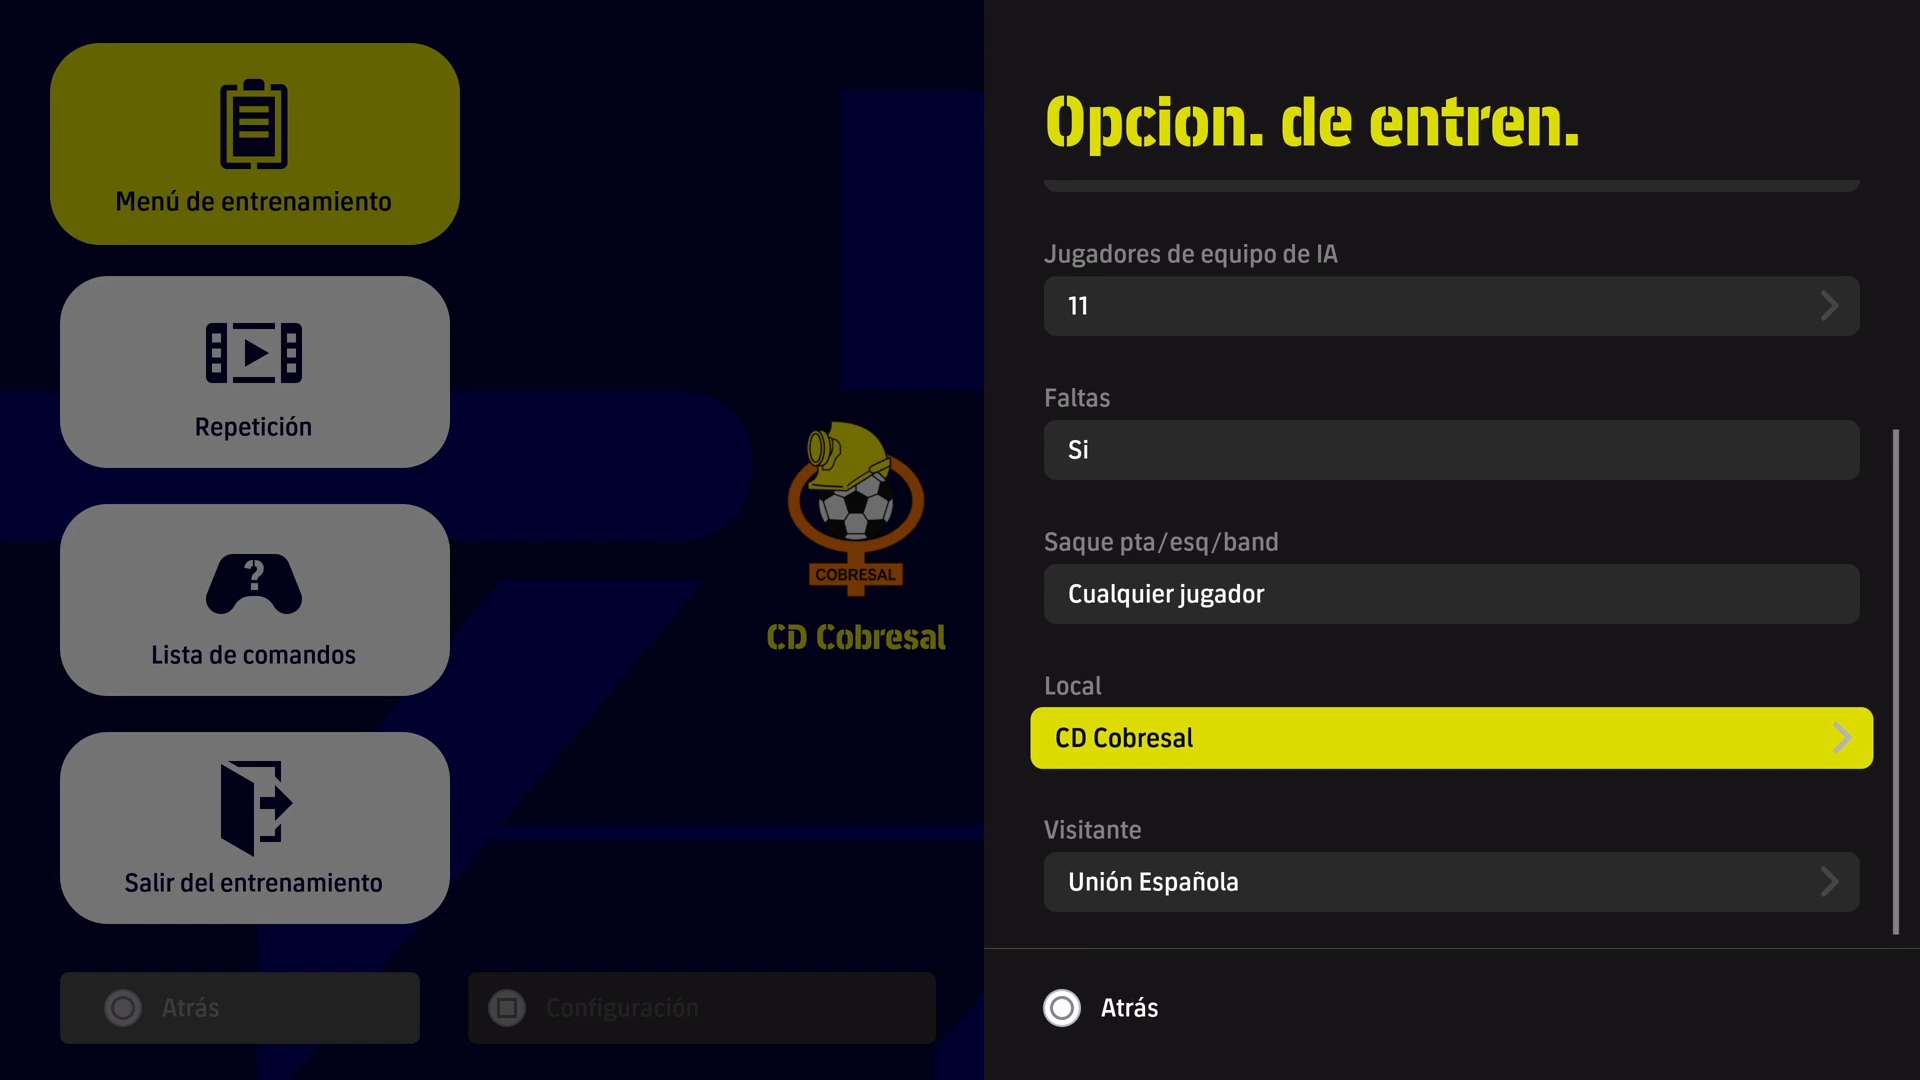 Menú de entrenamiento
Repetición
?
Lista de comandos
Salir del entrenamiento
Atrás
Configuración
COBRESAL
CD Cobresal
Opcion. de entren.
Jugadores de equipo de IA
11
Faltas
Si
Saque pta/esq/band
Cualquier jugador
Local
CD Cobresal
Visitante
Unión Española
Atrás